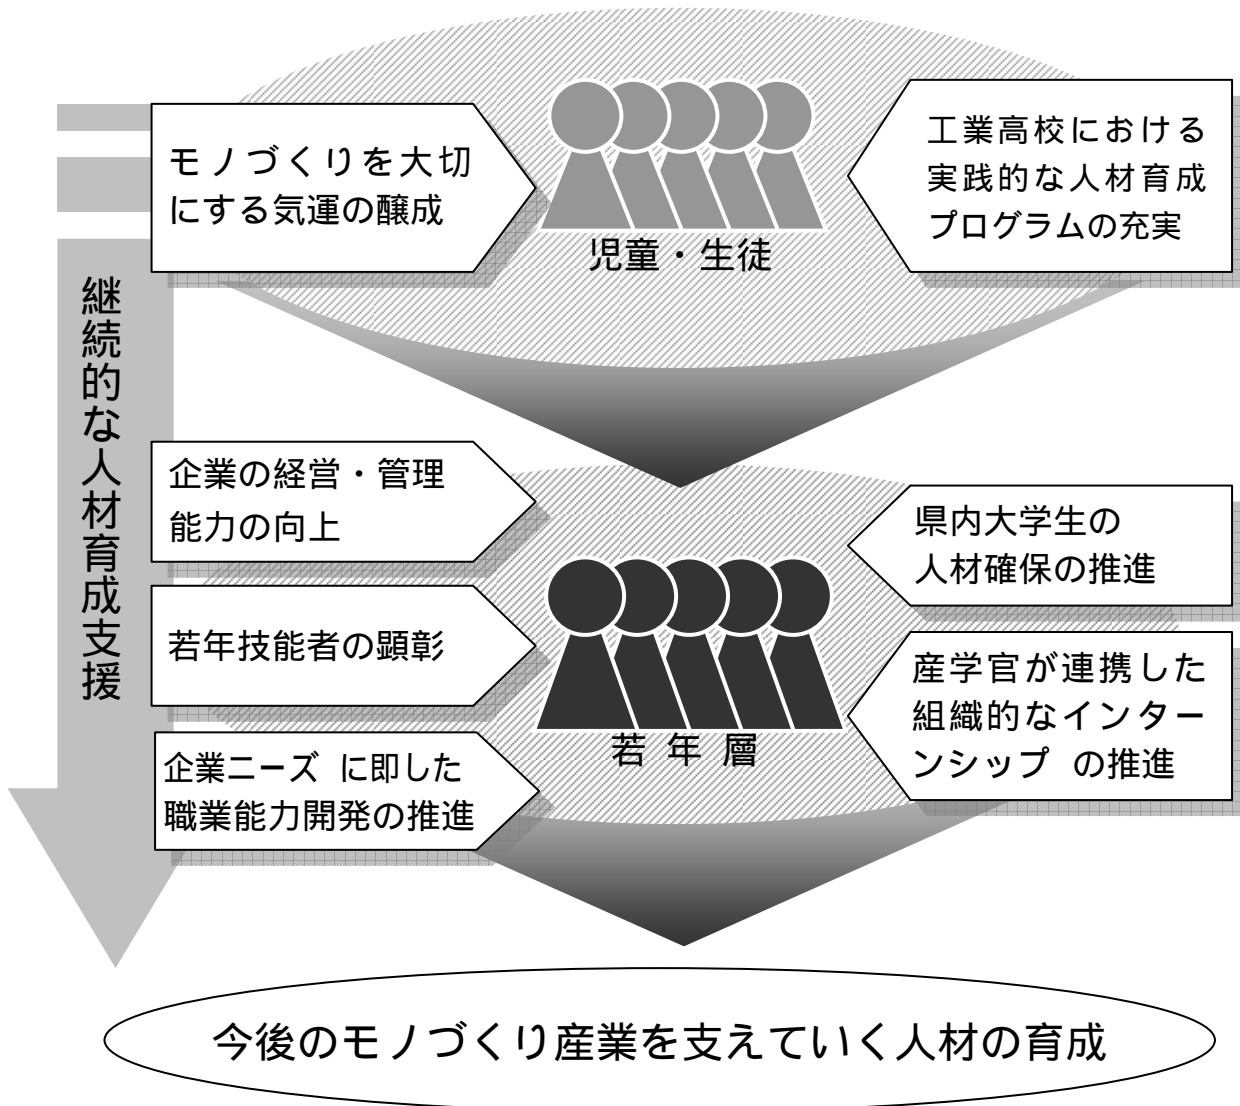 モノづくりを大切
にする気運の醸成
工業高校における
実践的な人材育成
プログラムの充実
児童・生徒
継続的な人材育成支援
企業の経営・管理
能力の向上
若年技能者の顕彰
企業ニーズ に即した
職業能力開発の推進
県内大学生の
人材確保の推進
産学官が連携した
組織的なインター
ンシップ の推進
若 年 層
今後のモノづくり産業を支えていく人材の育成